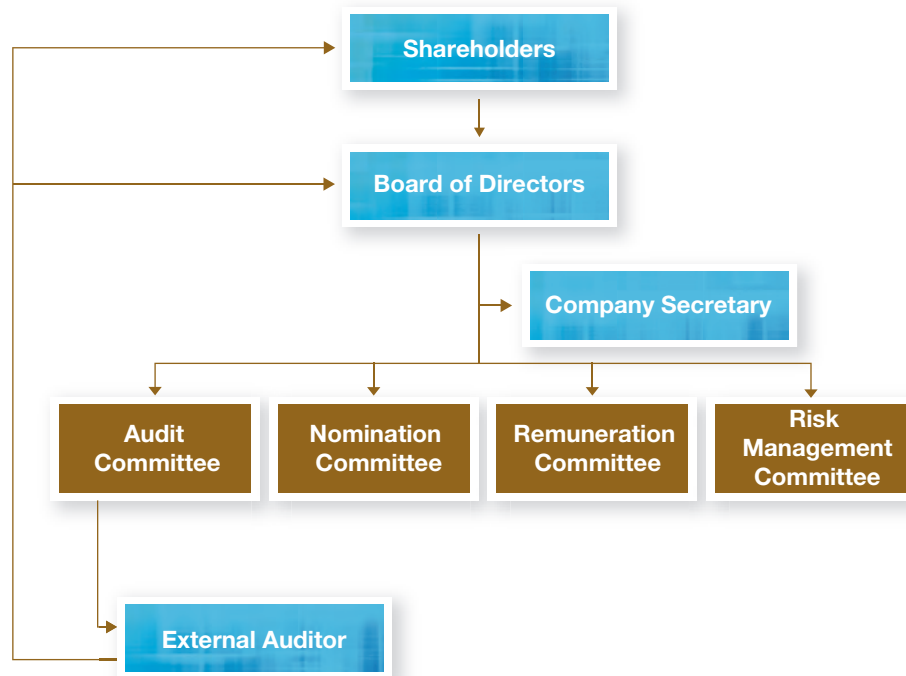 Shareholders
Board of Directors
Company Secretary
Audit
Committee
Nomination
Committee
Remuneration
Committee
Risk
Management
Committee
External Auditor